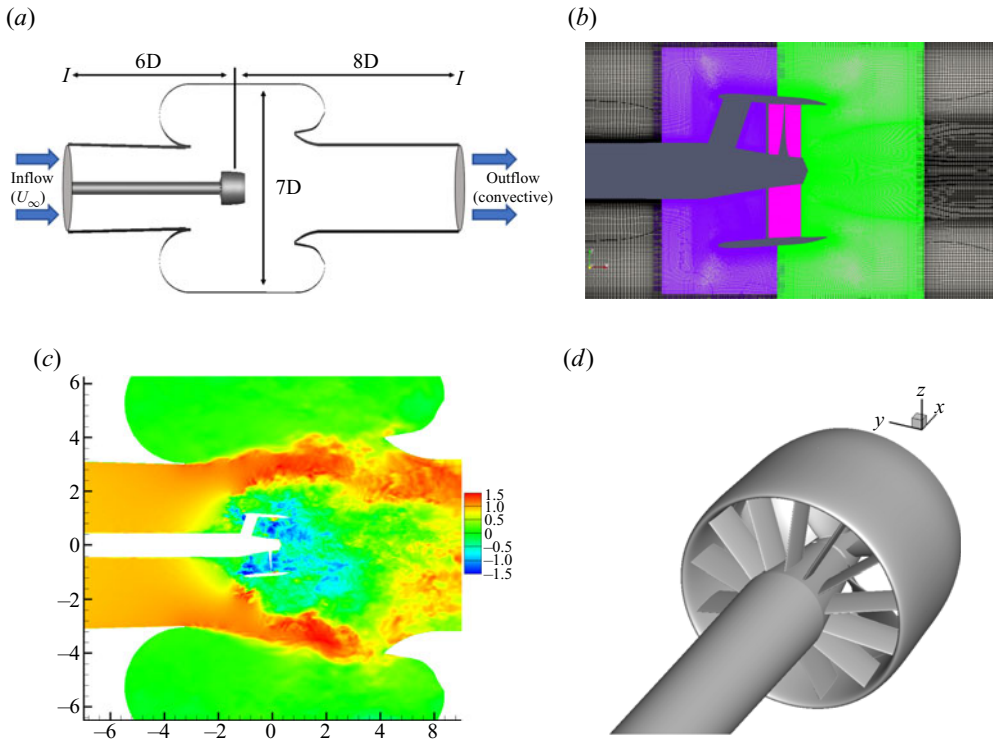 (a)
6D
8D
I
I
Inflow
(U∞)
7D
Outflow
(convective)
(b)
(c)
6
4
2
0
−2
−4
−6
−6
−4
−2
0
2
4
6
8
1.5
1.0
0.5
0
−0.5
−1.0
−1.5
(d)
z
y
x